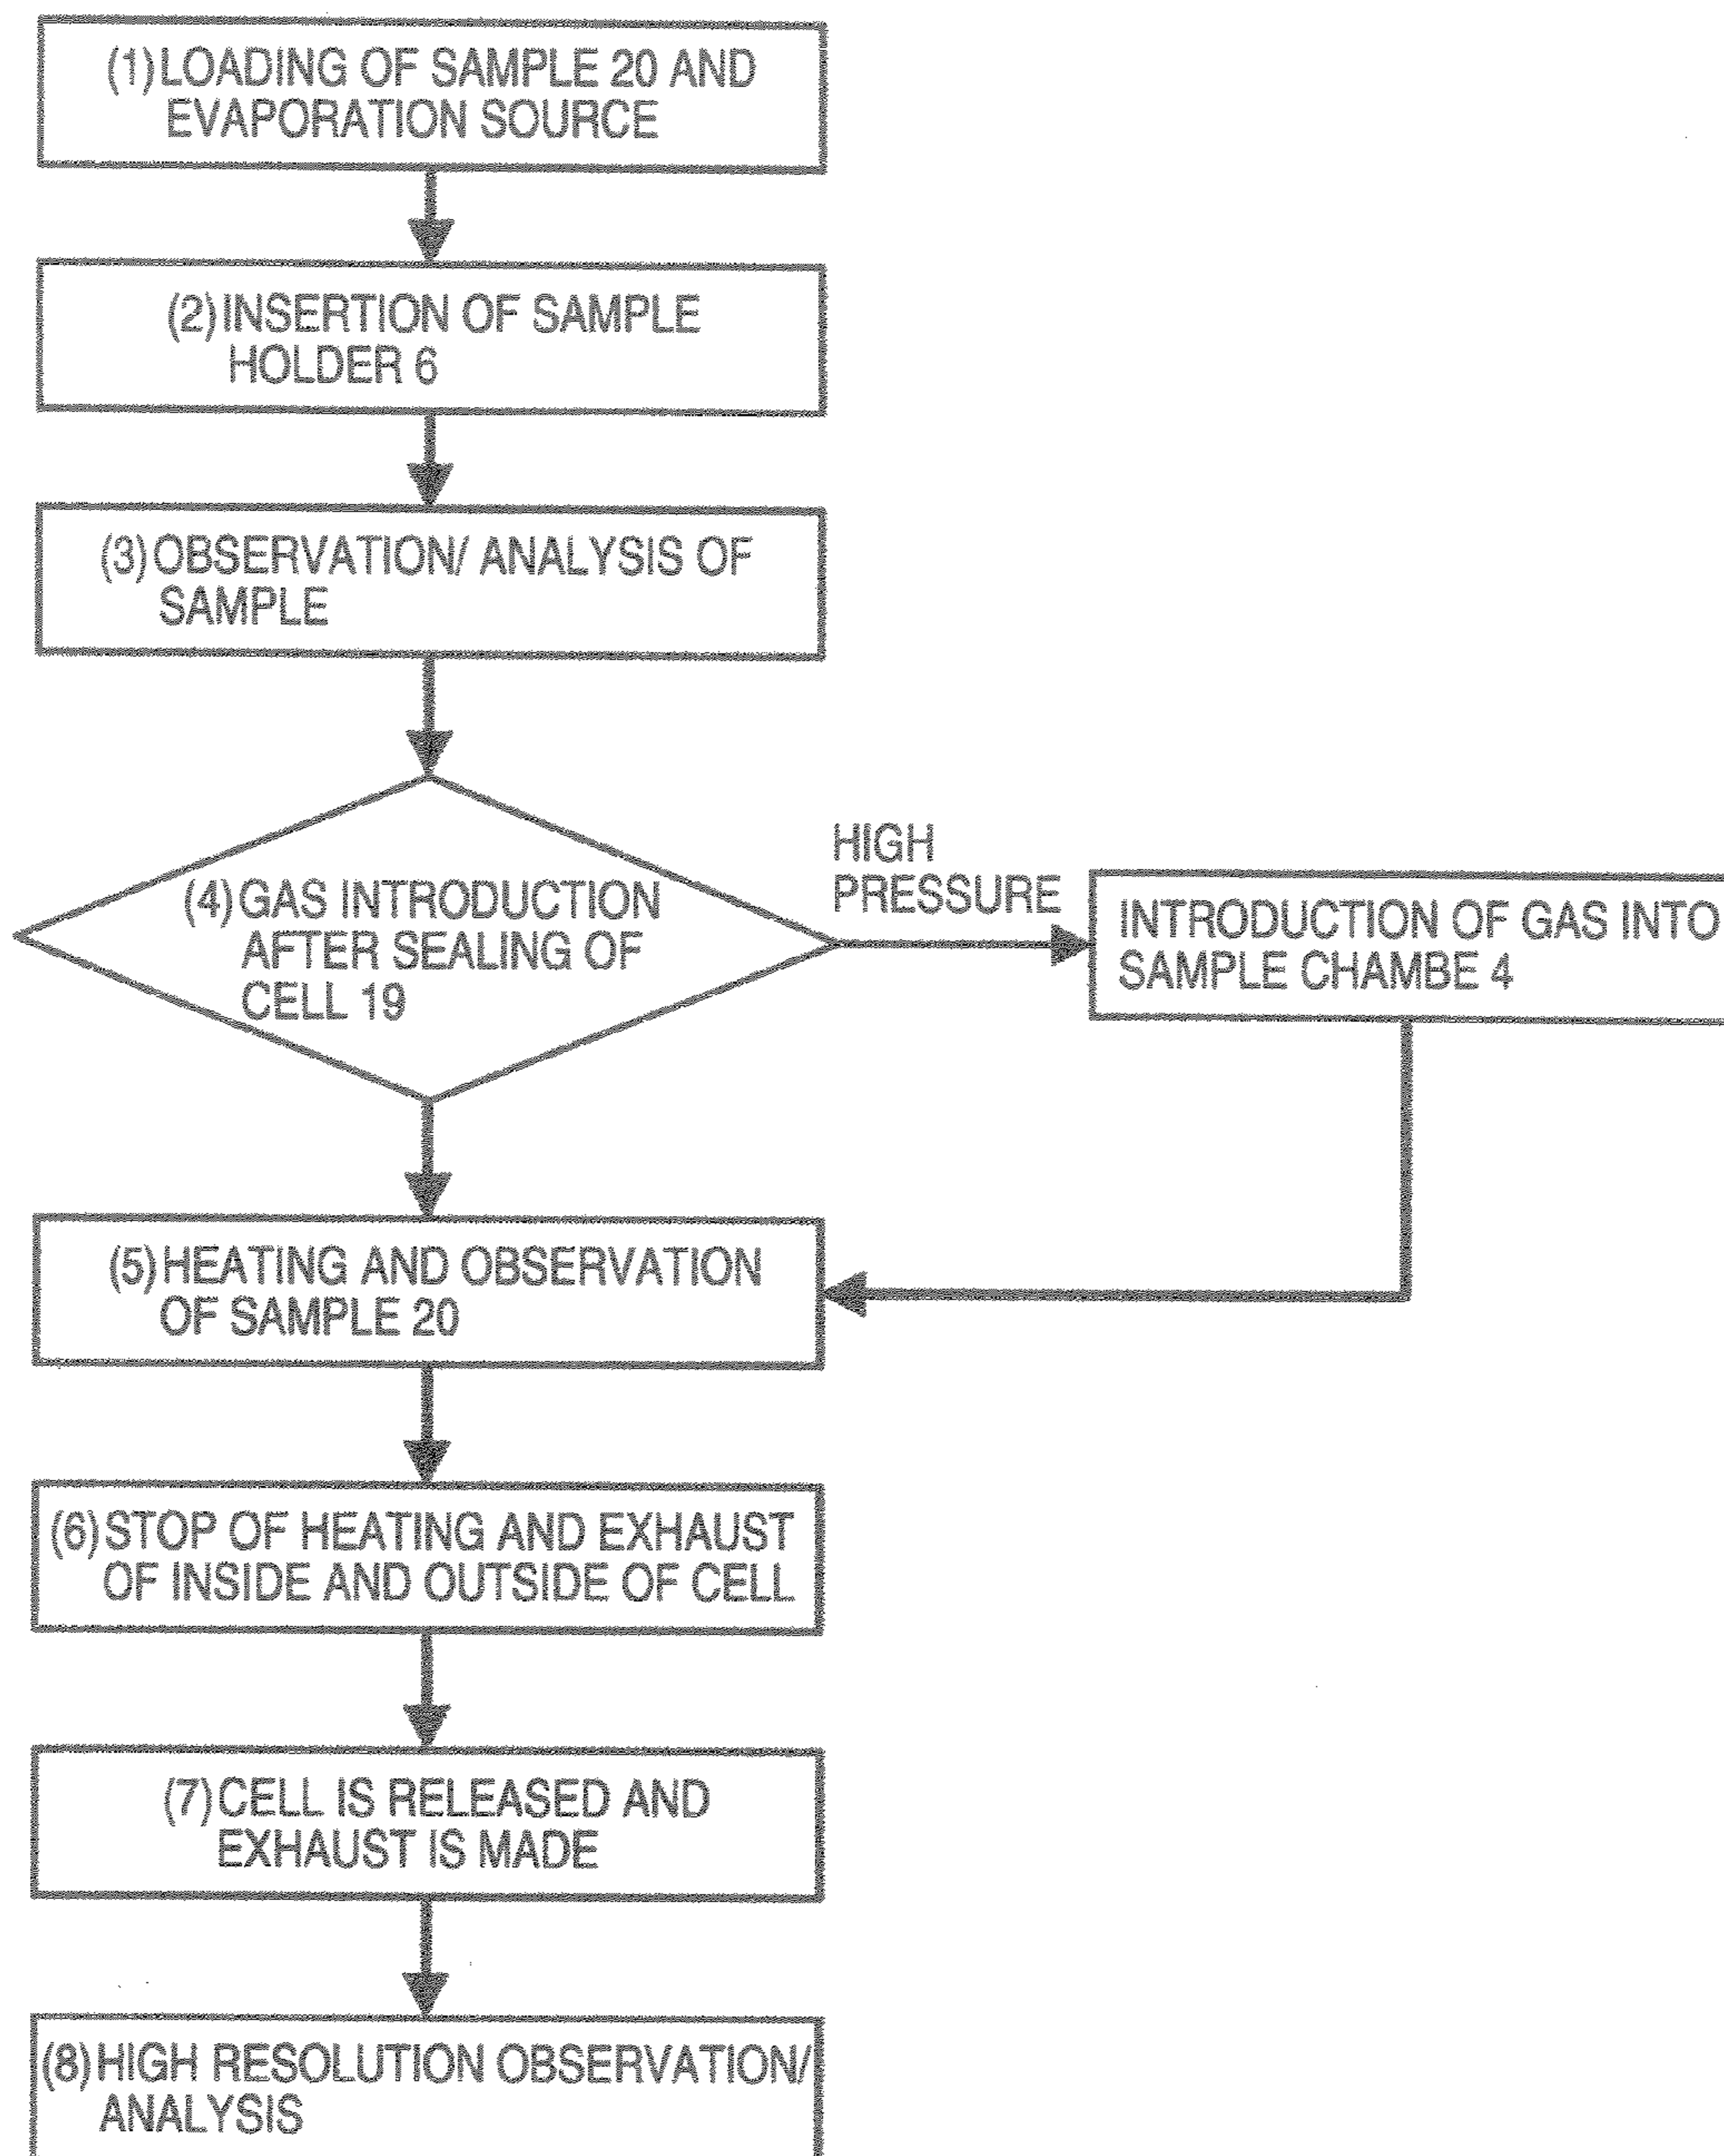 (1) LOADING OF SAMPLE 20 AND
EVAPORATION SOURCE
(2) INSERTION OF SAMPLE
HOLDER 6
(3) OBSERVATION/ ANALYSIS OF
SAMPLE
(4) GAS INTRODUCTION
AFTER SEALING OF
CELL 19
HIGH
PRESSURE
INTRODUCTION OF GAS INTO
SAMPLE CHAMBE 4
(5) HEATING AND OBSERVATION
OF SAMPLE 20
(6) STOP OF HEATING AND EXHAUST
OF INSIDE AND OUTSIDE OF CELL
(7) CELL IS RELEASED AND
EXHAUST IS MADE
(8) HIGH RESOLUTION OBSERVATION/
ANALYSIS